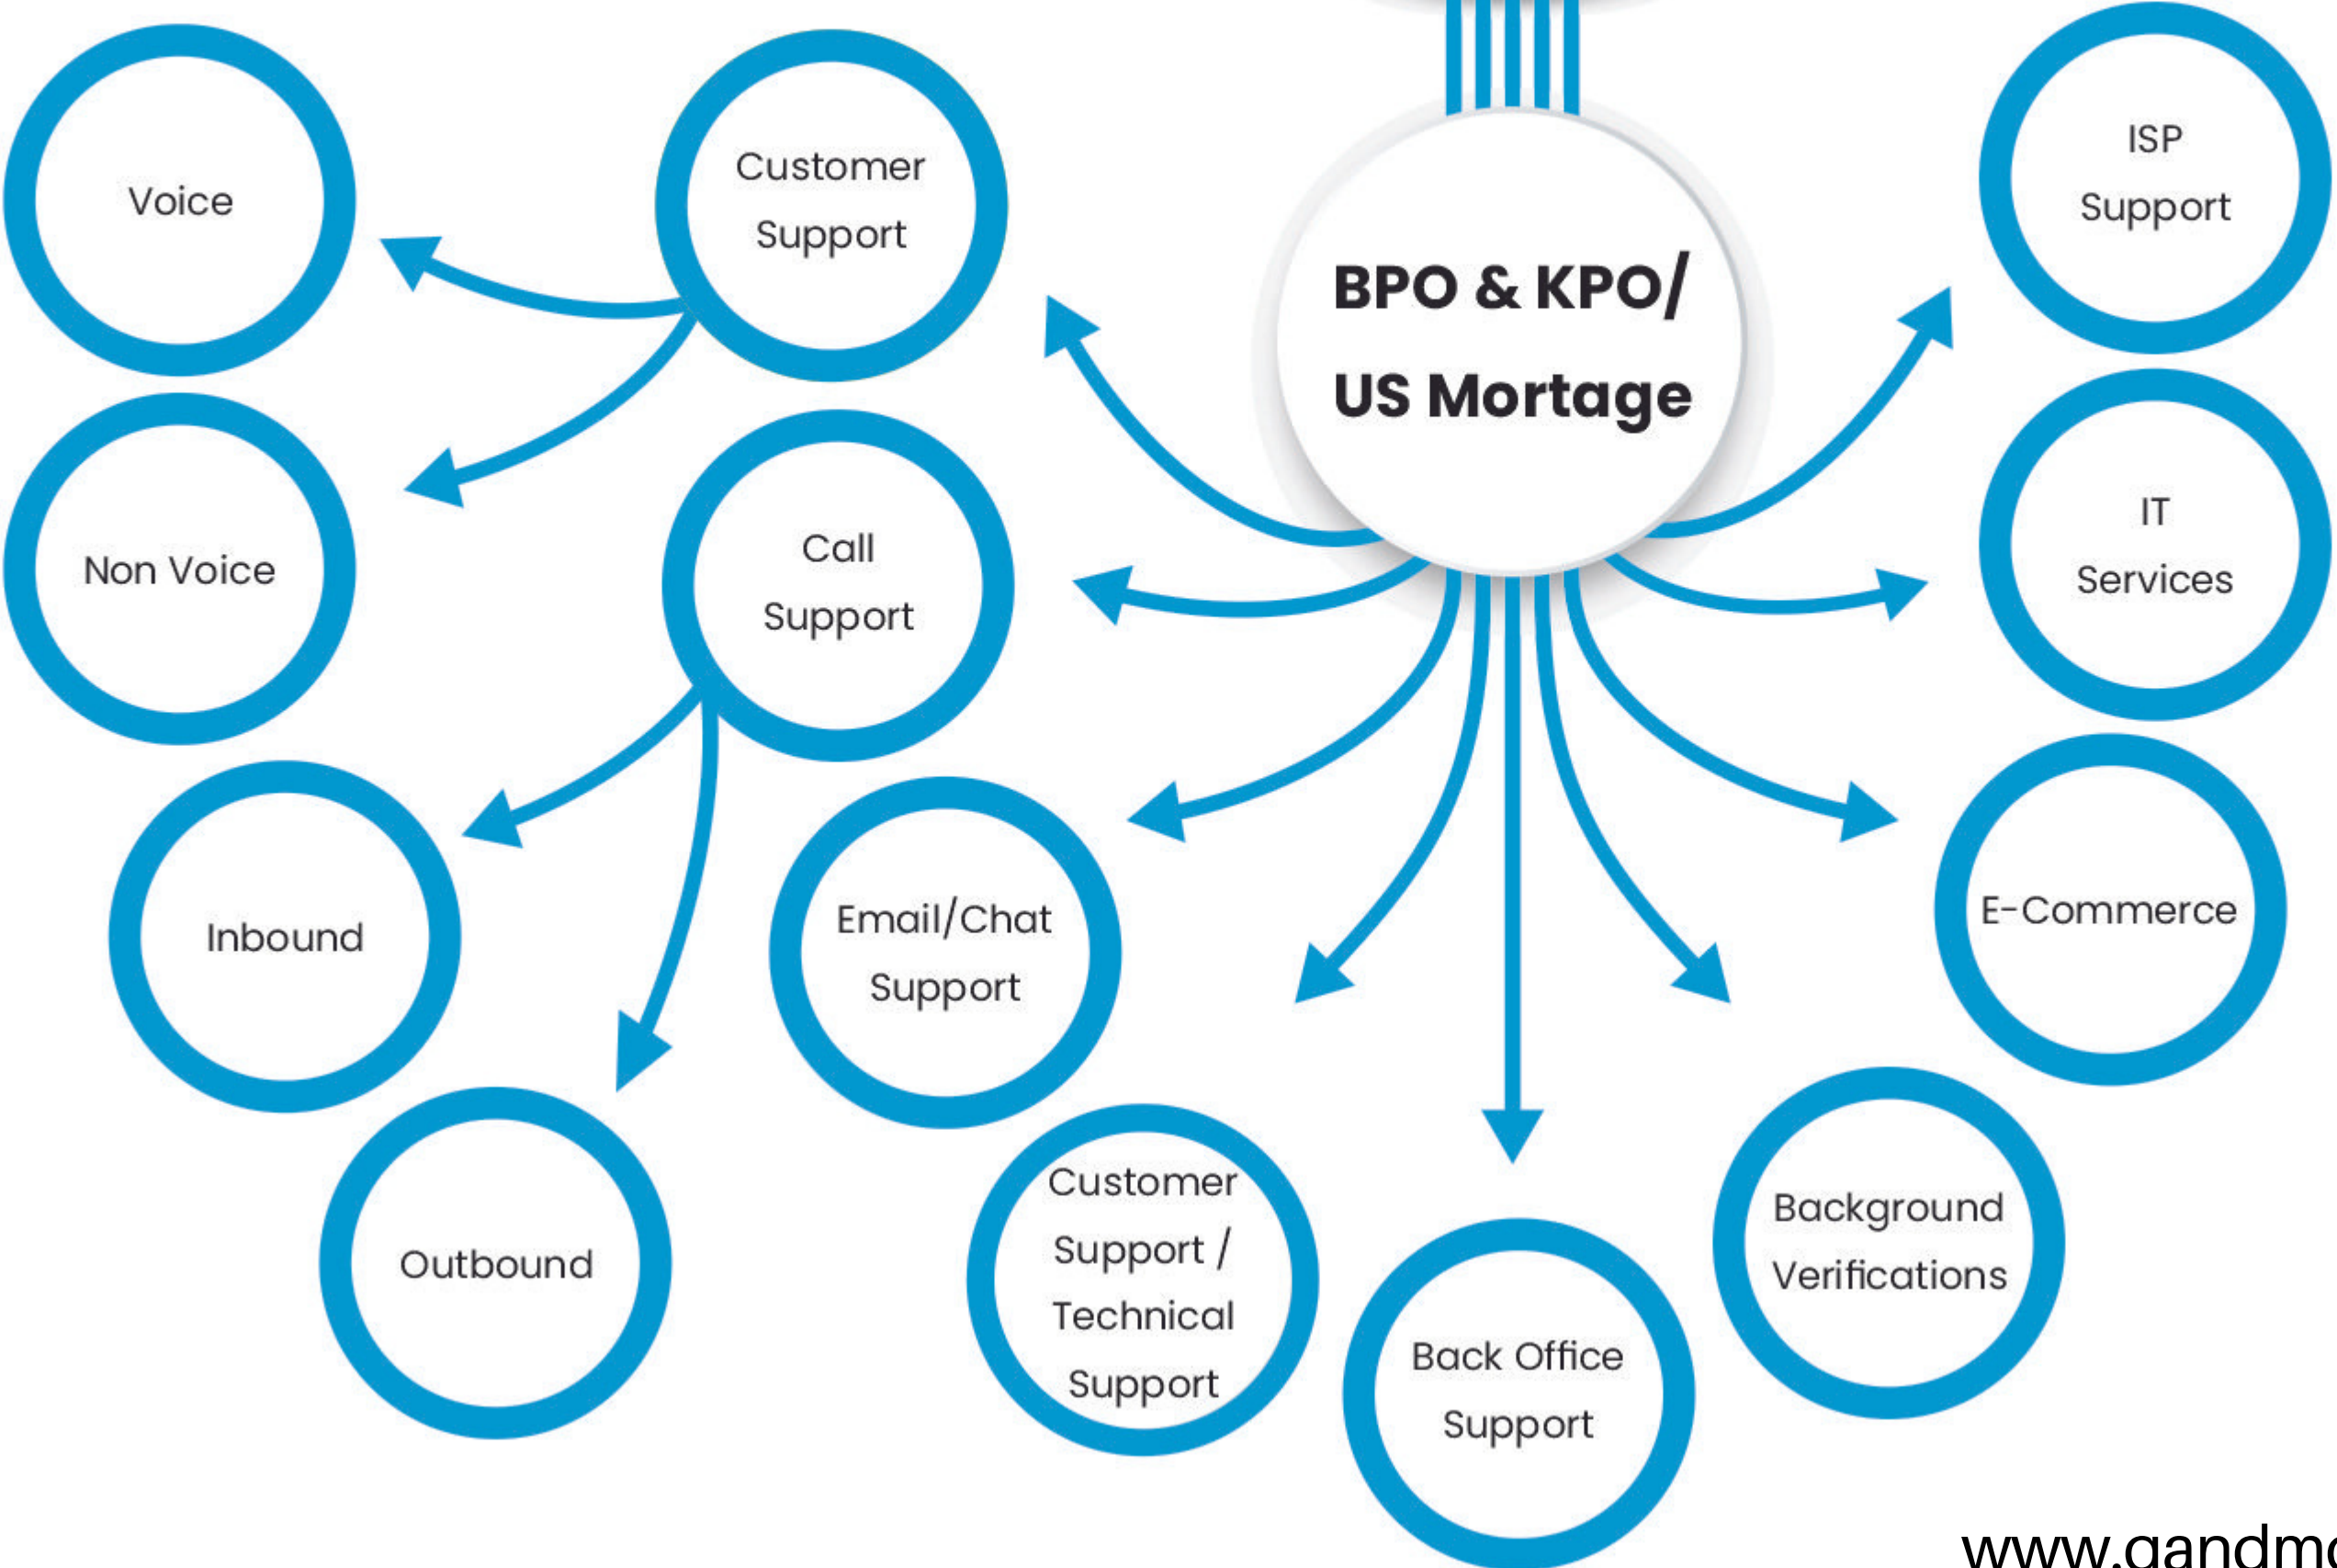 Voice
Customer
Support
BPO & KPO/
US Mortage
ISP
Support
Non Voice
Call
Support
IT
Services
Inbound
Email/Chat
Support
E-Commerce
Outbound
Customer
Support /
Technical
Support
Back Office
Support
Background
Verifications